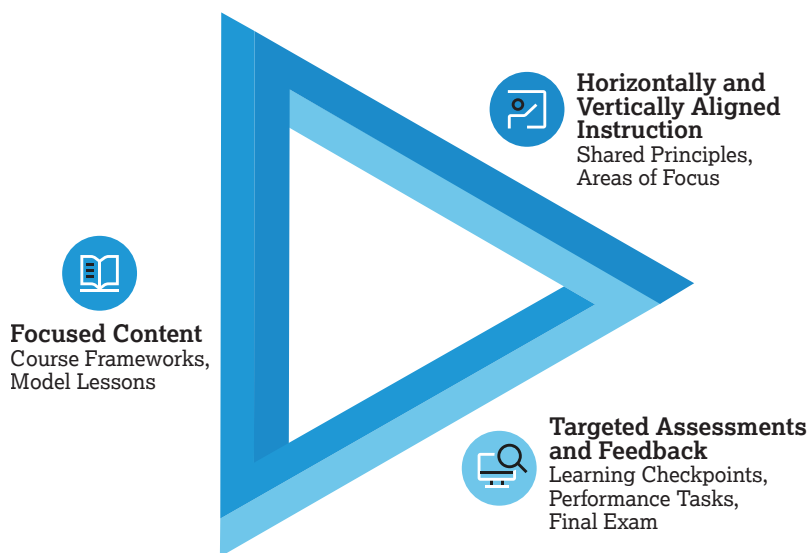 Horizontally and
Vertically Aligned
Instruction
Shared Principles,
Areas of Focus
Focused Content
Course Frameworks,
Model Lessons
Targeted Assessments
and Feedback
Learning Checkpoints,
Performance Tasks,
Final Exam